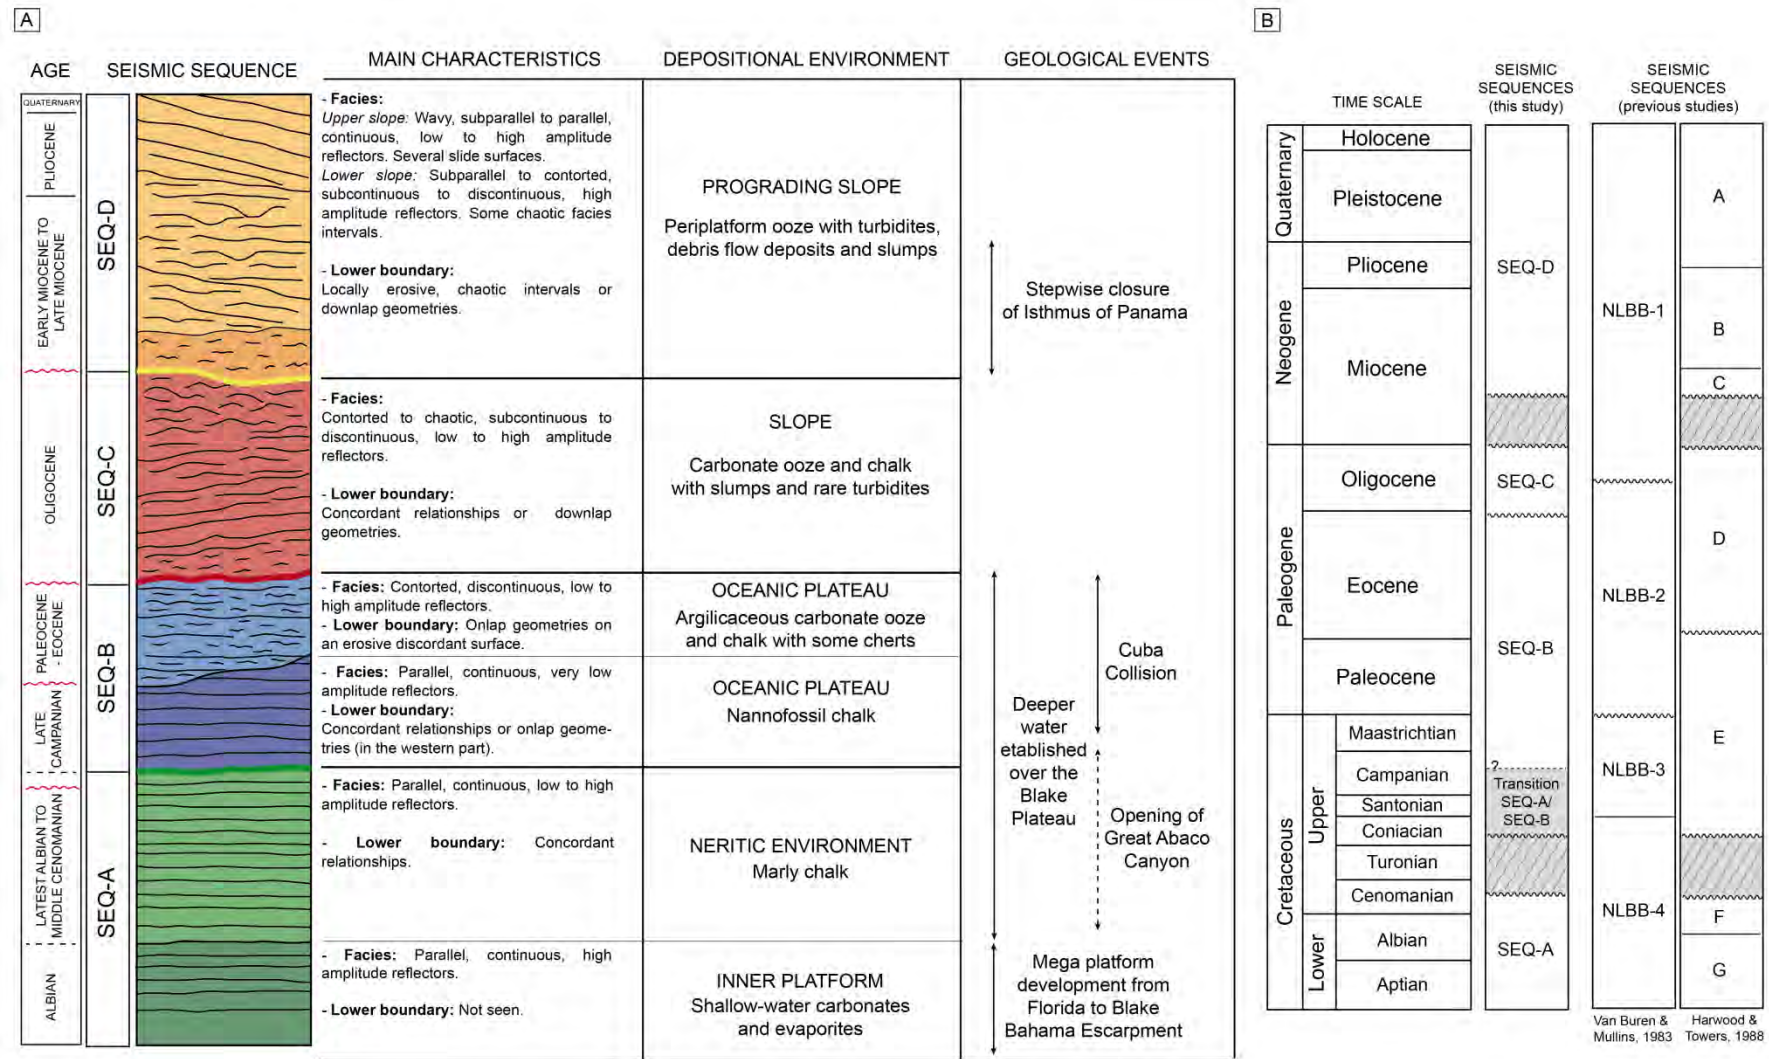 A
AGE
SEISMIC SEQUENCE
MAIN CHARACTERISTICS
DEPOSITIONAL ENVIRONMENT
GEOLOGICAL EVENTS
QUATERNARY
PLIOCENE
EARLY MIOCENE TO
LATE MIOCENE
OLIGOCENE
PALEOCENE
- EOCENE
LATE
CAMPANIAN
LATEST ALBIAN TO
MIDDLE CENOMANIAN
ALBIAN
SEQ-D
SEQ-C
SEQ-B
SEQ-A
- Facies:
Upper slope: Wavy, subparallel to parallel,
continuous, low to high amplitude
reflectors. Several slide surfaces.
Lower slope: Subparallel to contorted,
subcontinuous to discontinuous, high
amplitude reflectors. Some chaotic facies
intervals.
- Lower boundary:
Locally erosive, chaotic intervals or
downlap geometries.
PROGRADING SLOPE
Periplatform ooze with turbidites,
debris flow deposits and slumps
- Facies:
Contorted to chaotic, subcontinuous to
discontinuous, low to high amplitude
reflectors.
- Lower boundary:
Concordant relationships or downlap
geometries.
SLOPE
Carbonate ooze and chalk
with slumps and rare turbidites
- Facies: Contorted, discontinuous, low to
high amplitude reflectors.
- Lower boundary: Onlap geometries on
an erosive discordant surface.
OCEANIC PLATEAU
Argilicaceous carbonate ooze
and chalk with some cherts
- Facies: Parallel, continuous, very low
amplitude reflectors.
- Lower boundary:
Concordant relationships or onlap geome-
tries (in the western part).
OCEANIC PLATEAU
Nannofossil chalk
- Facies: Parallel, continuous, low to high
amplitude reflectors.
- Lower boundary: Concordant
relationships.
NERITIC ENVIRONMENT
Marly chalk
- Facies: Parallel, continuous, high
amplitude reflectors.
- Lower boundary: Not seen.
INNER PLATFORM
Shallow-water carbonates
and evaporites
Stepwise closure
of Isthmus of Panama
Cuba
Collision
Deeper
water
etablished
over the
Blake
Plateau
Opening of
Great Abaco
Canyon
Mega platform
development from
Florida to Blake
Bahama Escarpment
B
TIME SCALE
SEISMIC
SEQUENCES
(this study)
SEISMIC
SEQUENCES
(previous studies)
Quaternary
Neogene
Paleogene
Cretaceous
Upper
Lower
Holocene
Pleistocene
Pliocene
Miocene
Oligocene
Eocene
Paleocene
Maastrichtian
Campanian
Santonian
Coniacian
Turonian
Cenomanian
Albian
Aptian
SEQ-D
SEQ-C
SEQ-B
?
Transition
SEQ-A/
SEQ-B
SEQ-A
NLBB-1
NLBB-2
NLBB-3
NLBB-4
A
B
C
D
E
F
G
Van Buren &
Mullins, 1983
Harwood &
Towers, 1988